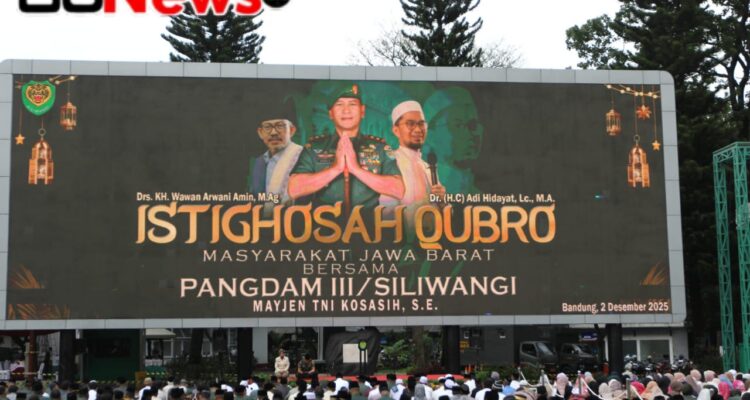 News
Drs. KH. Wawan Arwani Amin, M.Ag
Dr. (H.C) Adi Hidayat, Lc., M.A.
ISTIGHOSAH QUBRO
MASYARAKAT JAWA BARAT
BERSAMA
PANGDAM III/SILIWANGI
MAYJEN TNI KOSASIH, S.E.
Bandung, 2 Desember 2025